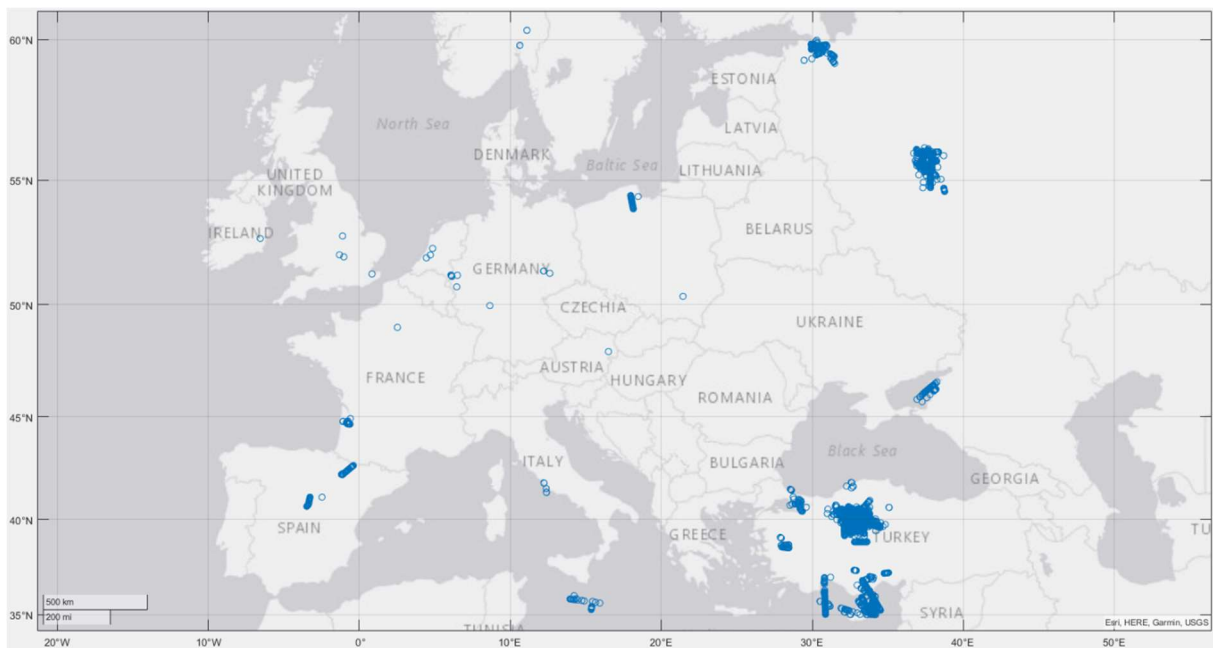 60°N
ESTONIA
North Sea
LATVIA
DENMARK
Baltic Sea
LITHUANIA
55°N
UNITED
KINGDOM
BELARUS
IRELAND
GERMANY
50°N
CZECHIA
UKRAINE
AUSTRIA
FRANCE
HUNGARY
ROMANIA
45°N
Black Sea
ITALY
BULGARIA
GEORGIA
40°N
SPAIN
GREECE
TURKEY
TU
500 km
200 mi
35°N
SYRIA
TUNISIA
Esri, HERE, Garmin, USGS
20°W
10°W
0°
10°E
20°E
30°E
40°E
50°E